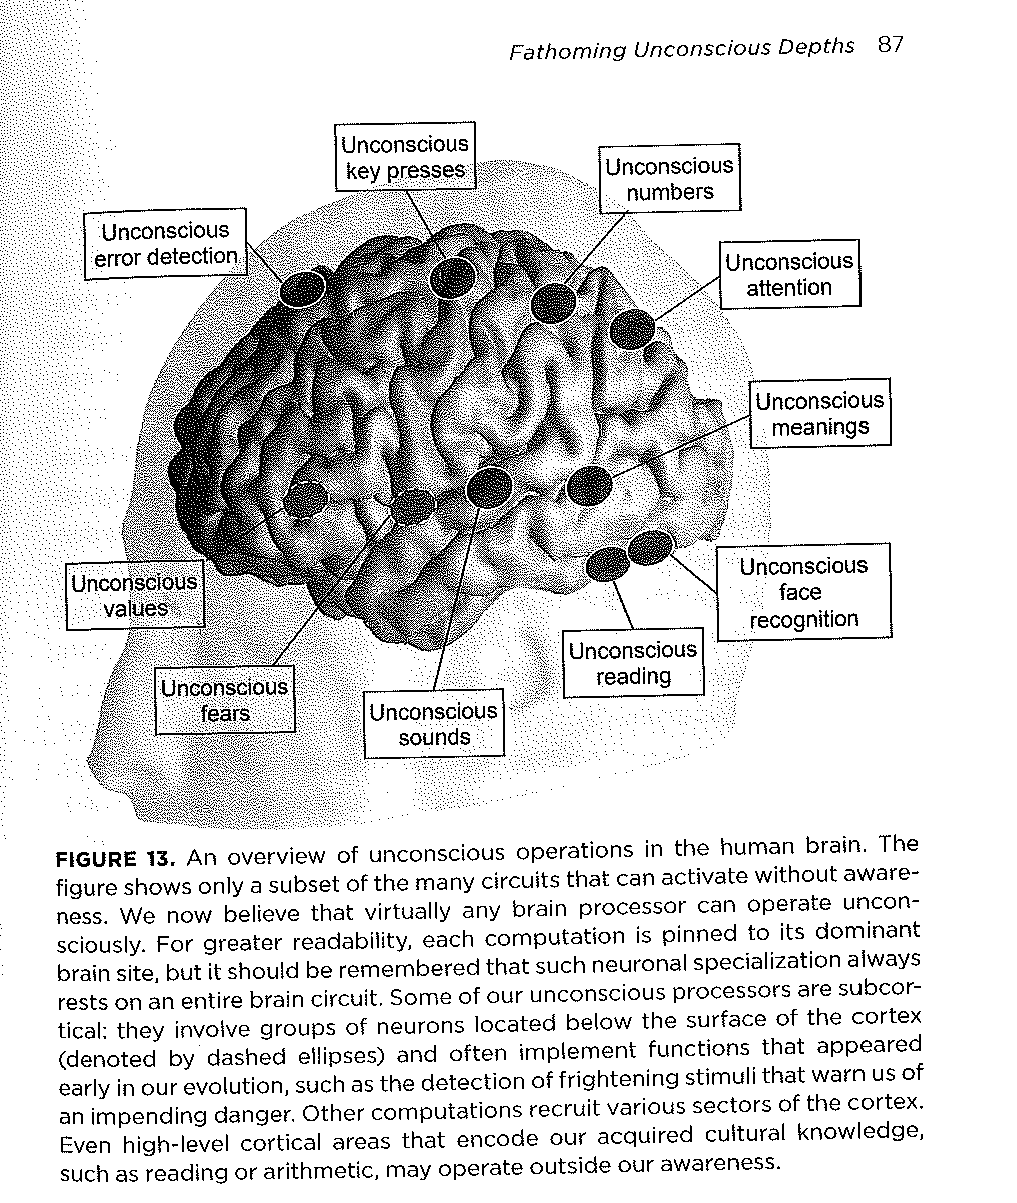 Fathoming Unconscious Depths 87
Unconscious
key presses
Unconscious
numbers
Unconscious
error detection
Unconscious
attention
Unconscious
meanings
Unconscious
values
Unconscious
face
recognition
Unconscious
reading
Unconscious
fears
Unconscious
sounds
FIGURE 13. An overview of unconscious operations in the human brain. The
figure shows only a subset of the many circuits that can activate without aware-
ness. We now believe that virtually any brain processor can operate uncon-
sciously. For greater readability, each computation is pinned to its dominant
brain site, but it should be remembered that such neuronal specialization always
rests on an entire brain circuit. Some of our unconscious processors are subcor-
tical: they involve groups of neurons located below the surface of the cortex
(denoted by dashed ellipses) and often implement functions that appeared
early in our evolution, such as the detection of frightening stimuli that warn us of
an impending danger. Other computations recruit various sectors of the cortex.
Even high-level cortical areas that encode our acquired cultural knowledge,
such as reading or arithmetic, may operate outside our awareness.